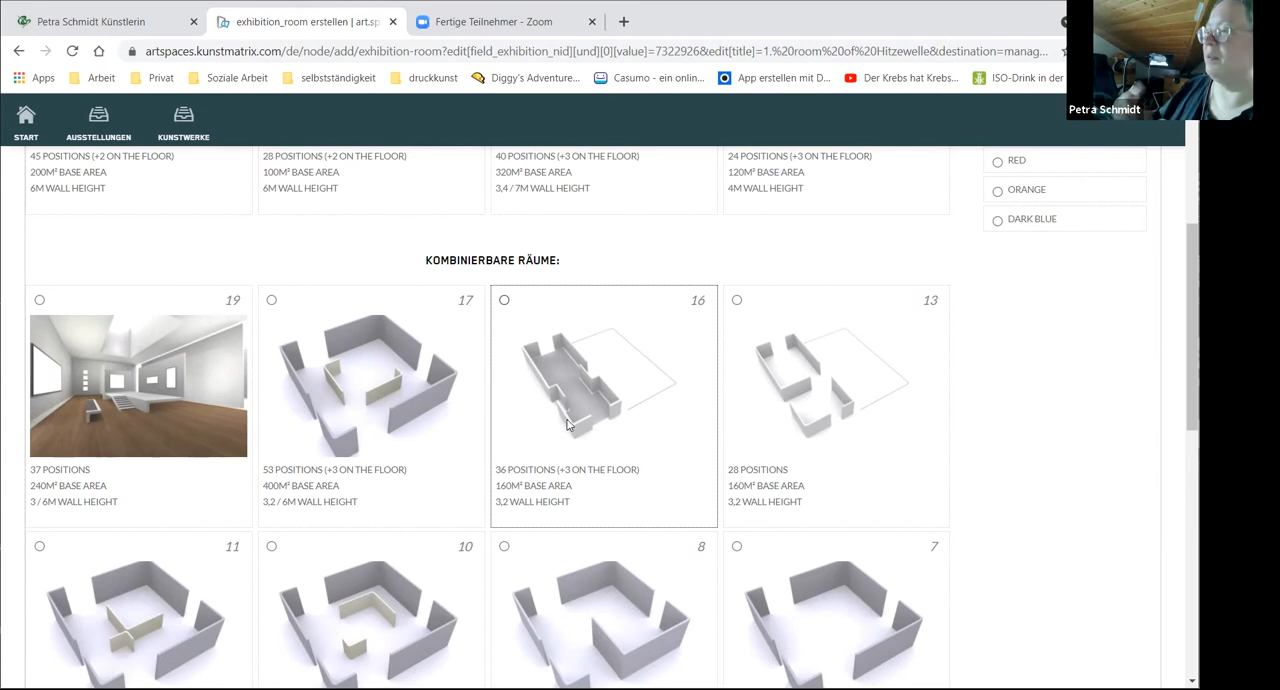 Petra Schmidt Künstlerin
exhibition_room erstellen | art.sp
Fertige Teilnehmer - Zoom
artspaces.kunstmatrix.com/de/node/add/exhibition-room?edit[field_exhibition_nid][und][0][value]=7322926&edit[title]=1.%20room%20of%20Hitzewelle&destination=manag...
Apps
Arbeit
Privat
Soziale Arbeit
selbstständigkeit
druckkunst
Diggy's Adventure...
Casumo - ein onlin...
App erstellen mit D...
Der Krebs hat Krebs...
ISO-Drink in der
Petra Schmidt
START
AUSSTELLUNGEN
KUNSTWERKE
45 POSITIONS (+2 ON THE FLOOR)
200M² BASE AREA
6M WALL HEIGHT
28 POSITIONS (+2 ON THE FLOOR)
100M² BASE AREA
6M WALL HEIGHT
40 POSITIONS (+3 ON THE FLOOR)
320M² BASE AREA
3,4 / 7M WALL HEIGHT
24 POSITIONS (+3 ON THE FLOOR)
120M² BASE AREA
4M WALL HEIGHT
RED
ORANGE
DARK BLUE
KOMBINIERBARE RÄUME:
19
37 POSITIONS
240M² BASE AREA
3 / 6M WALL HEIGHT
17
53 POSITIONS (+3 ON THE FLOOR)
400M² BASE AREA
3,2 / 6M WALL HEIGHT
16
36 POSITIONS (+3 ON THE FLOOR)
160M² BASE AREA
3,2 WALL HEIGHT
13
28 POSITIONS
160M² BASE AREA
3,2 WALL HEIGHT
11
10
8
7